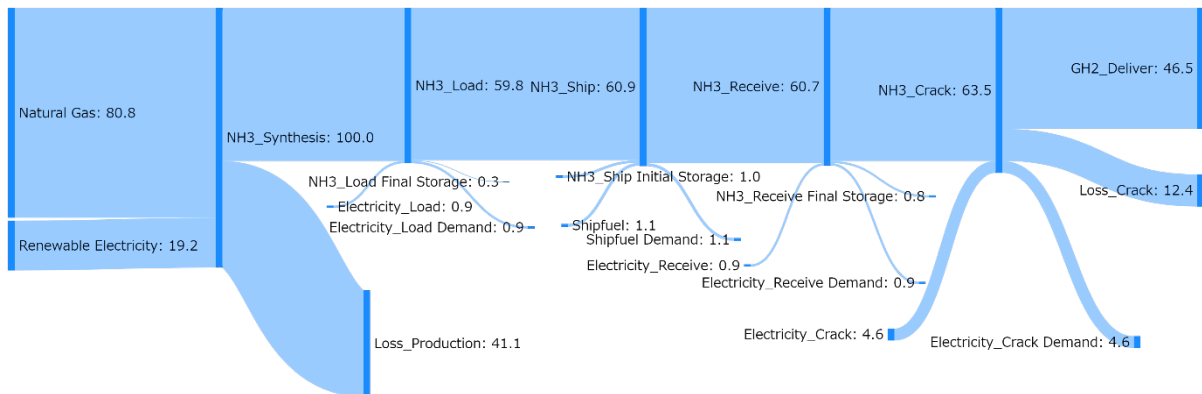 GH2_Deliver: 46.5
NH3_Load: 59.8
NH3_Ship: 60.9
NH3_Receive: 60.7
NH3_Crack: 63.5
Natural Gas: 80.8
NH3_Synthesis: 100.0
NH3_Load Final Storage: 0.3
NH3_Ship Initial Storage: 1.0
NH3_Receive Final Storage: 0.8
Loss_Crack: 12.4
Electricity_Load: 0.9
Electricity_Load Demand: 0.9
Shipfuel: 1.1
Shipfuel Demand: 1.1
Renewable Electricity: 19.2
Electricity_Receive: 0.9
Electricity_Receive Demand: 0.9
Electricity_Crack: 4.6
Electricity_Crack Demand: 4.6
Loss_Production: 41.1